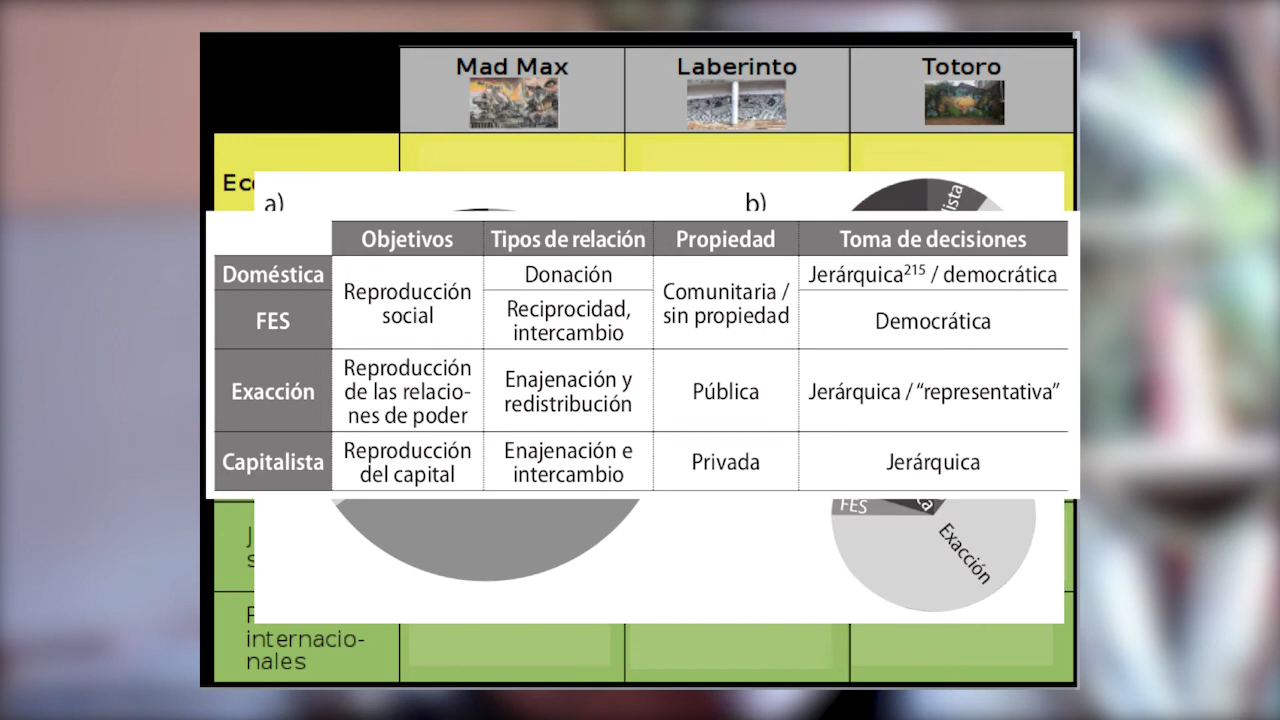 Mad Max Laberinto Totoro
a) b)
Objetivos Tipos de relación Propiedad Toma de decisiones
Doméstica
Reproducción
social
Donación
Comunitaria /
sin propiedad
Jerárquica²¹⁵ / democrática
FES
Reciprocidad,
intercambio
Democrática
Exacción
Reproducción
de las relacio-
nes de poder
Enajenación y
redistribución
Pública
Jerárquica / “representativa”
Capitalista
Reproducción
del capital
Enajenación e
intercambio
Privada
Jerárquica
FES
Exacción
internacio-
nales